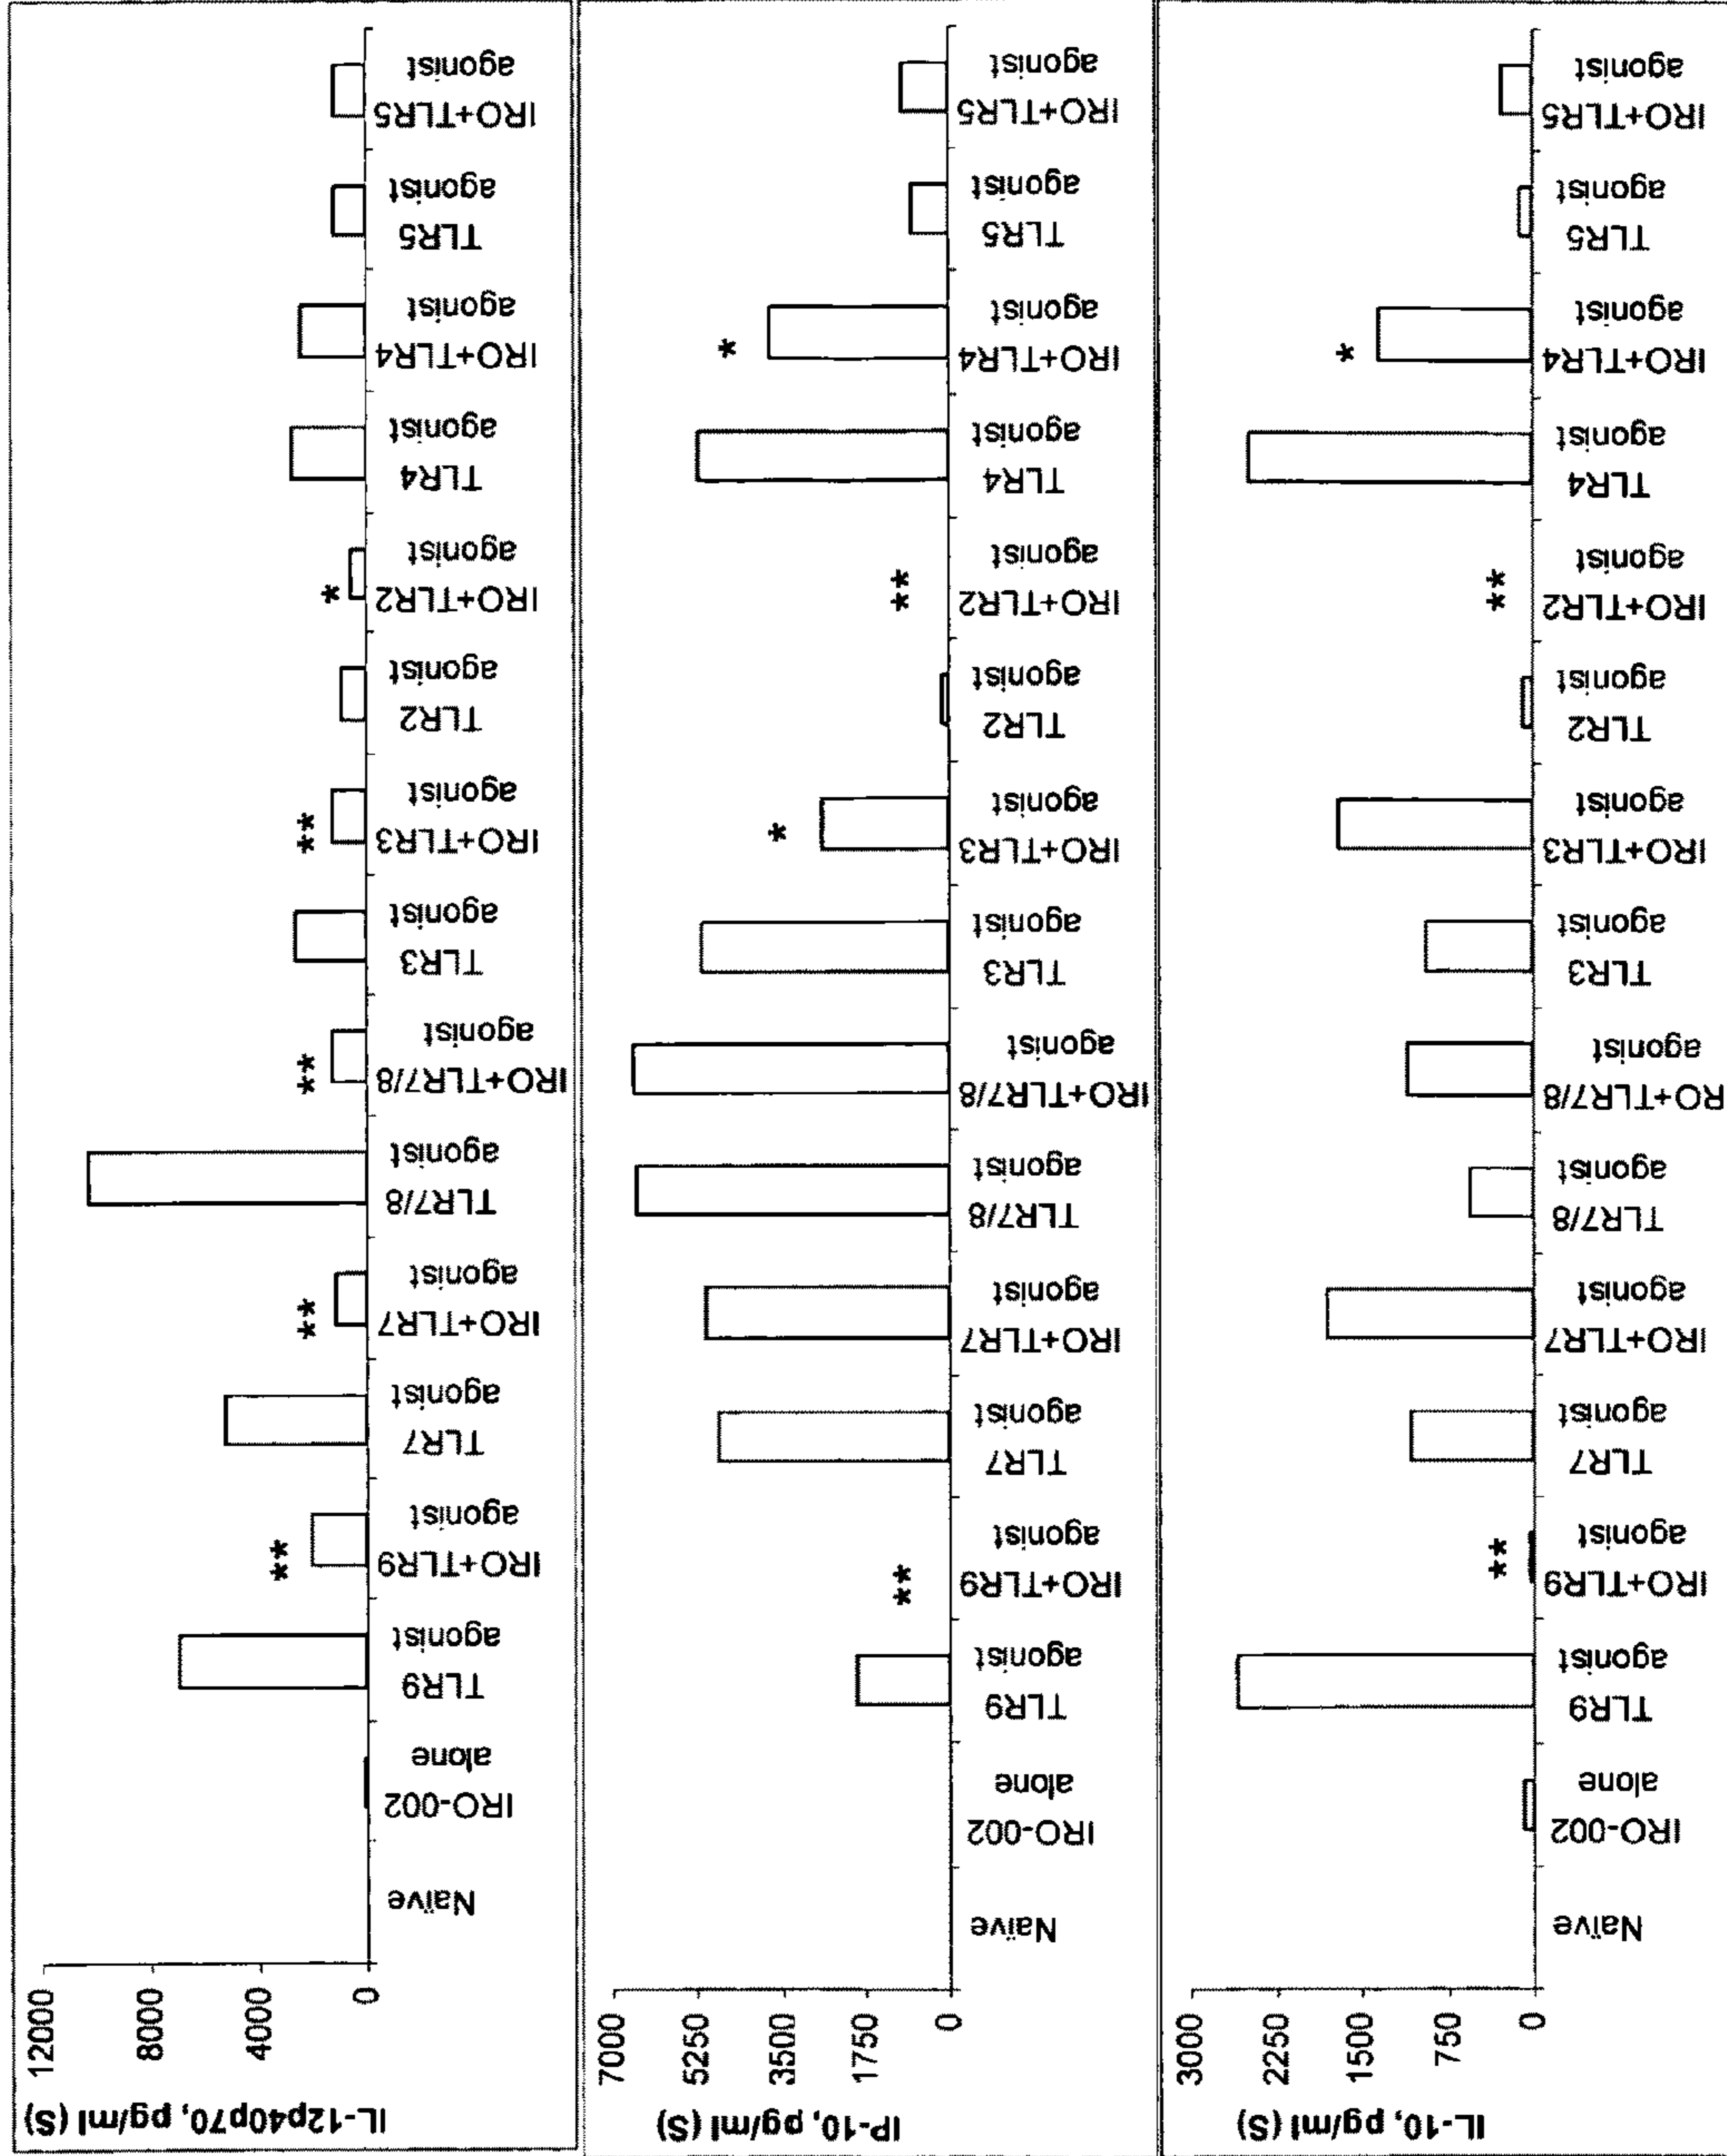 IL-12p40p70, pg/ml (S)
12000
8000
4000
0
Naïve
IRO-002
alone
TLR9
agonist
**
IRO+TLR9
agonist
TLR7
agonist
**
IRO+TLR7
agonist
TLR7/8
agonist
**
IRO+TLR7/8
agonist
TLR3
agonist
**
IRO+TLR3
agonist
TLR2
agonist
*
IRO+TLR2
agonist
TLR4
agonist
IRO+TLR4
agonist
TLR5
agonist
IRO+TLR5
agonist
IP-10, pg/ml (S)
7000
5250
3500
1750
0
Naïve
IRO-002
alone
TLR9
agonist
**
IRO+TLR9
agonist
TLR7
agonist
IRO+TLR7
agonist
TLR7/8
agonist
IRO+TLR7/8
agonist
TLR3
agonist
*
IRO+TLR3
agonist
TLR2
agonist
**
IRO+TLR2
agonist
TLR4
agonist
*
IRO+TLR4
agonist
TLR5
agonist
IRO+TLR5
agonist
IL-10, pg/ml (S)
3000
2250
1500
750
0
Naïve
IRO-002
alone
TLR9
agonist
**
IRO+TLR9
agonist
TLR7
agonist
IRO+TLR7
agonist
TLR7/8
agonist
RO+TLR7/8
agonist
TLR3
agonist
IRO+TLR3
agonist
TLR2
agonist
**
IRO+TLR2
agonist
TLR4
agonist
*
IRO+TLR4
agonist
TLR5
agonist
IRO+TLR5
agonist